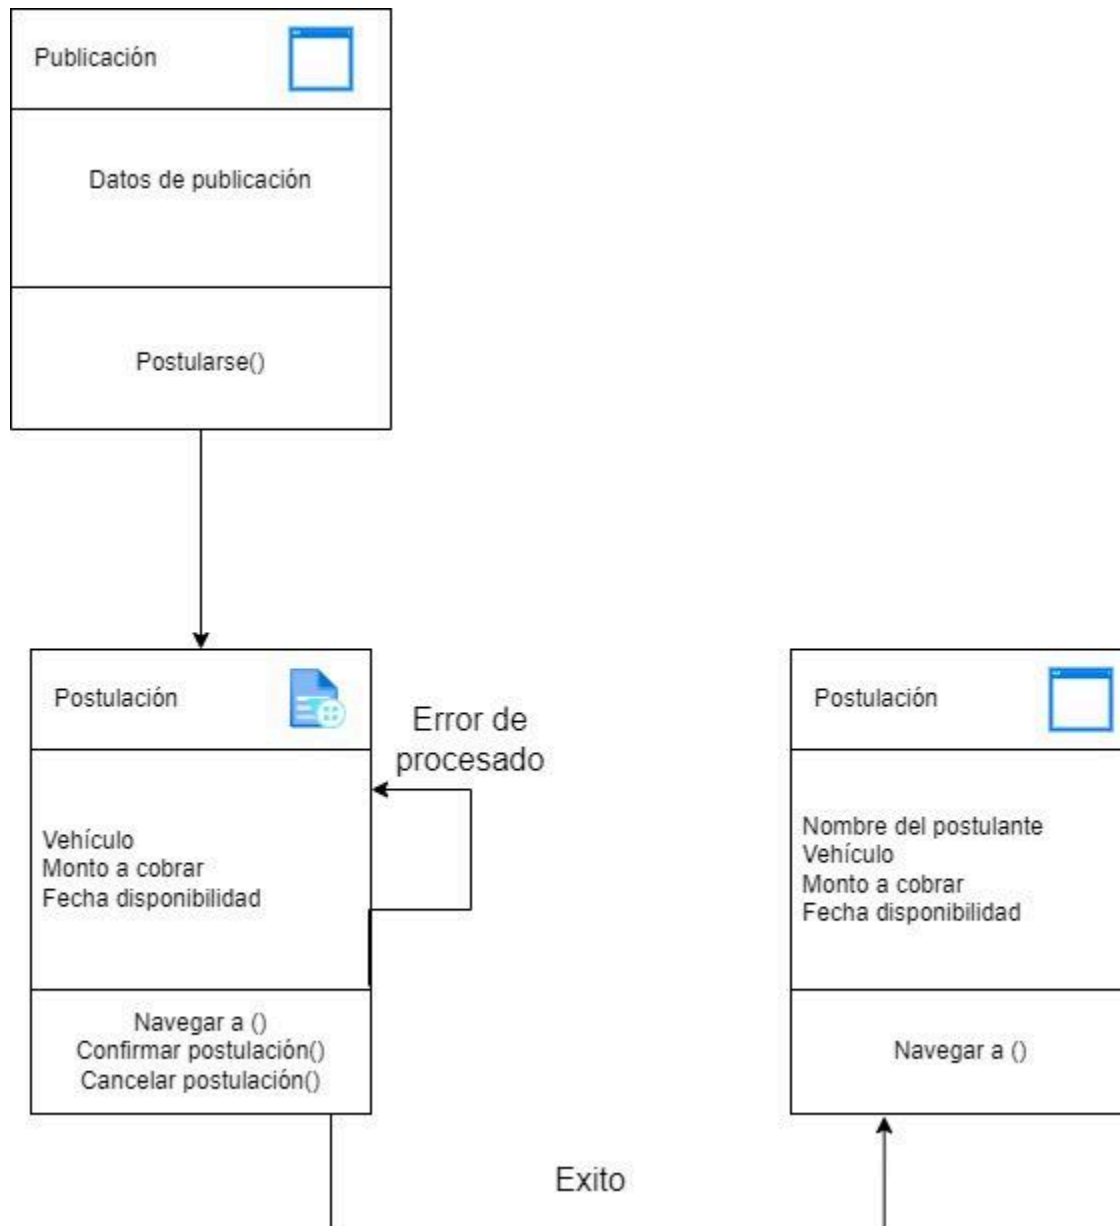 Publicación
Datos de publicación
Postularse()
Postulación
Error de
procesado
Vehículo
Monto a cobrar
Fecha disponibilidad
Navegar a ()
Confirmar postulación()
Cancelar postulación()
Postulación
Nombre del postulante
Vehículo
Monto a cobrar
Fecha disponibilidad
Navegar a ()
Exito